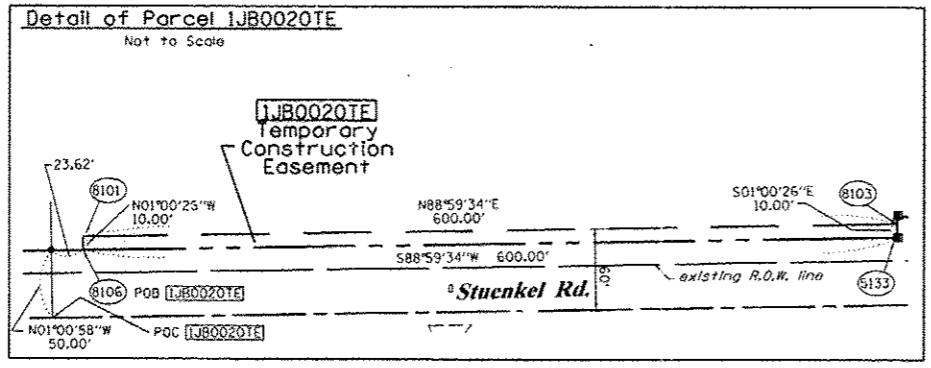 Detail of Parcel 1JB0020TE
Not to Scale
1JB0020TE
Temporary
Construction
Easement
23.62'
8101
N01°00'26"W
10.00'
N88°59'34"E
600.00'
S01°00'26"E
10.00'
8103
S88°59'34"W 600.00'
60'
existing R.O.W. line
5133
8106 POB 1JB0020TE
Stuenkel Rd.
N01°00'58"W
50.00'
POC 1JB0020TE